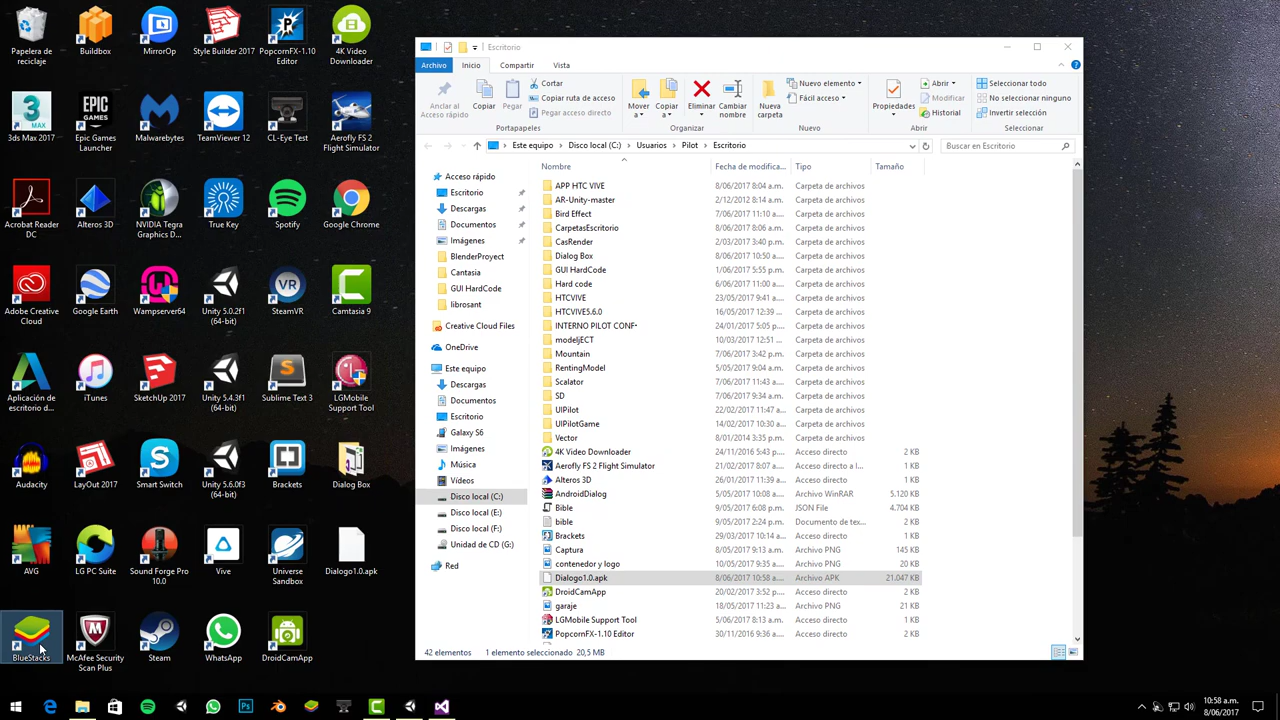 Papelera de reciclaje
Buildbox
MirrorOp
Style Builder 2017
PopcornFX-1.10 Editor
4K Video Downloader
3ds Max 2017
Epic Games Launcher
Malwarebytes
TeamViewer 12
CL-Eye Test
Aerofly FS 2 Flight Simulator
Acrobat Reader DC
Alteros 3D
NVIDIA Tegra Graphics D...
True Key
Spotify
Google Chrome
Adobe Creative Cloud
Google Earth
Wampserver64
Unity 5.0.2f1 (64-bit)
SteamVR
Camtasia 9
Aplicación de escritorio d...
iTunes
SketchUp 2017
Unity 5.4.3f1 (64-bit)
Sublime Text 3
LGMobile Support Tool
Audacity
LayOut 2017
Smart Switch
Unity 5.6.0f3 (64-bit)
Brackets
Dialog Box
AVG
LG PC Suite
Sound Forge Pro 10.0
Vive
Universe Sandbox
Dialogo1.0.apk
BlueStacks
McAfee Security Scan Plus
Steam
WhatsApp
DroidCamApp
Escritorio
Archivo Inicio Compartir Vista
Anclar al Acceso rápido
Copiar
Pegar
Cortar
Copiar ruta de acceso
Pegar acceso directo
Portapapeles
Mover a
Copiar a
Eliminar
Cambiar nombre
Organizar
Nueva carpeta
Nuevo elemento
Fácil acceso
Nuevo
Propiedades
Abrir
Modificar
Historial
Abrir
Seleccionar todo
No seleccionar ninguno
Invertir selección
Seleccionar
Este equipo > Disco local (C:) > Usuarios > Pilot > Escritorio
Buscar en Escritorio
Acceso rápido
Escritorio
Descargas
Documentos
Imágenes
BlenderProyect
Cantasia
GUI HardCode
librosant
Creative Cloud Files
OneDrive
Este equipo
Descargas
Documentos
Escritorio
Galaxy S6
Imágenes
Música
Vídeos
Disco local (C:)
Disco local (E:)
Disco local (F:)
Unidad de CD (G:)
Red
Nombre Fecha de modifica... Tipo Tamaño
APP HTC VIVE 8/06/2017 8:04 a.m. Carpeta de archivos
AR-Unity-master 2/12/2012 8:14 a.m. Carpeta de archivos
Bird Effect 7/06/2017 11:10 a... Carpeta de archivos
CarpetasEscritorio 8/06/2017 8:06 a.m. Carpeta de archivos
CasRender 2/03/2017 3:40 p.m. Carpeta de archivos
Dialog Box 8/06/2017 10:50 a... Carpeta de archivos
GUI HardCode 1/06/2017 5:55 p.m. Carpeta de archivos
Hard code 6/06/2017 11:00 a... Carpeta de archivos
HTCVIVE 23/05/2017 9:41 a... Carpeta de archivos
HTCVIVE5.6.0 16/05/2017 12:39 ... Carpeta de archivos
INTERNO PILOT CONF 24/01/2017 5:05 p... Carpeta de archivos
modeljECT 10/03/2017 12:51 ... Carpeta de archivos
Mountain 7/06/2017 3:42 p.m. Carpeta de archivos
RentingModel 5/05/2017 9:04 a.m. Carpeta de archivos
Scalator 7/06/2017 11:43 a... Carpeta de archivos
SD 7/06/2017 9:34 a.m. Carpeta de archivos
UIPilot 22/02/2017 11:47 a... Carpeta de archivos
UIPilotGame 14/02/2017 10:30 a... Carpeta de archivos
Vector 8/01/2014 3:35 p.m. Carpeta de archivos
4K Video Downloader 24/11/2016 5:43 p... Acceso directo 2 KB
Aerofly FS 2 Flight Simulator 21/02/2017 8:07 a... Acceso directo a l... 1 KB
Alteros 3D 26/01/2017 11:39 a... Acceso directo 1 KB
AndroidDialog 5/05/2017 10:08 a... Archivo WinRAR 5.120 KB
Bible 9/05/2017 6:08 p.m. JSON File 4,704 KB
bible 9/05/2017 2:24 p.m. Documento de tex... 2 KB
Brackets 29/03/2017 10:14 a... Acceso directo 1 KB
Captura 8/05/2017 9:13 a.m. Archivo PNG 145 KB
contenedor y logo 10/05/2017 9:35 a... Archivo PNG 20 KB
Dialogo1.0.apk 8/06/2017 10:58 a... Archivo APK 21.047 KB
DroidCamApp 20/02/2017 3:52 p... Acceso directo 2 KB
garaje 18/05/2017 11:23 a... Archivo PNG 21 KB
LGMobile Support Tool 5/05/2017 8:13 a.m. Acceso directo 2 KB
PopcornFX-1.10 Editor 30/11/2016 9:36 a... Acceso directo 2 KB
42 elementos 1 elemento seleccionado 20,5 MB
10:58 a.m.
8/06/2017